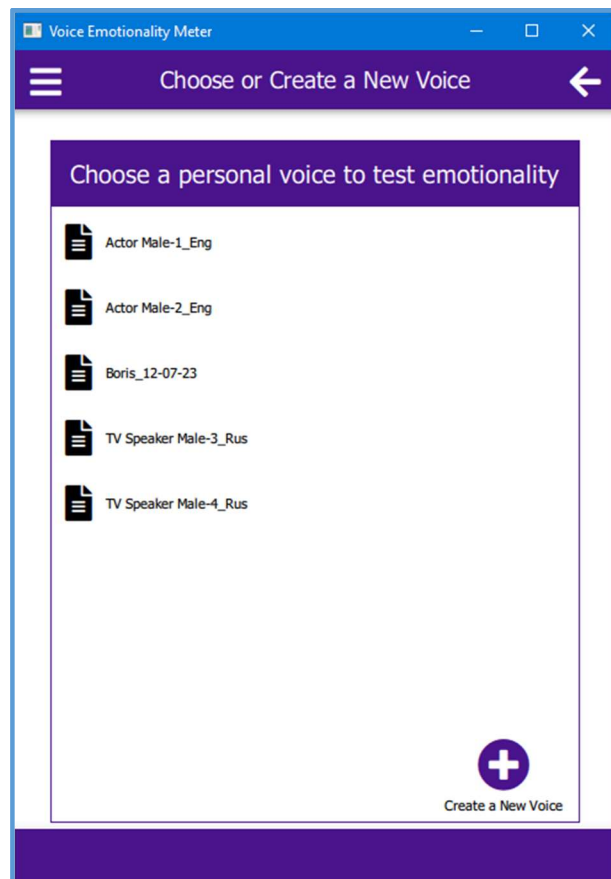 Voice Emotionality Meter
Choose or Create a New Voice
Choose a personal voice to test emotionality
Actor Male-1_Eng
Actor Male-2_Eng
Boris_12-07-23
TV Speaker Male-3_Rus
TV Speaker Male-4_Rus
Create a New Voice